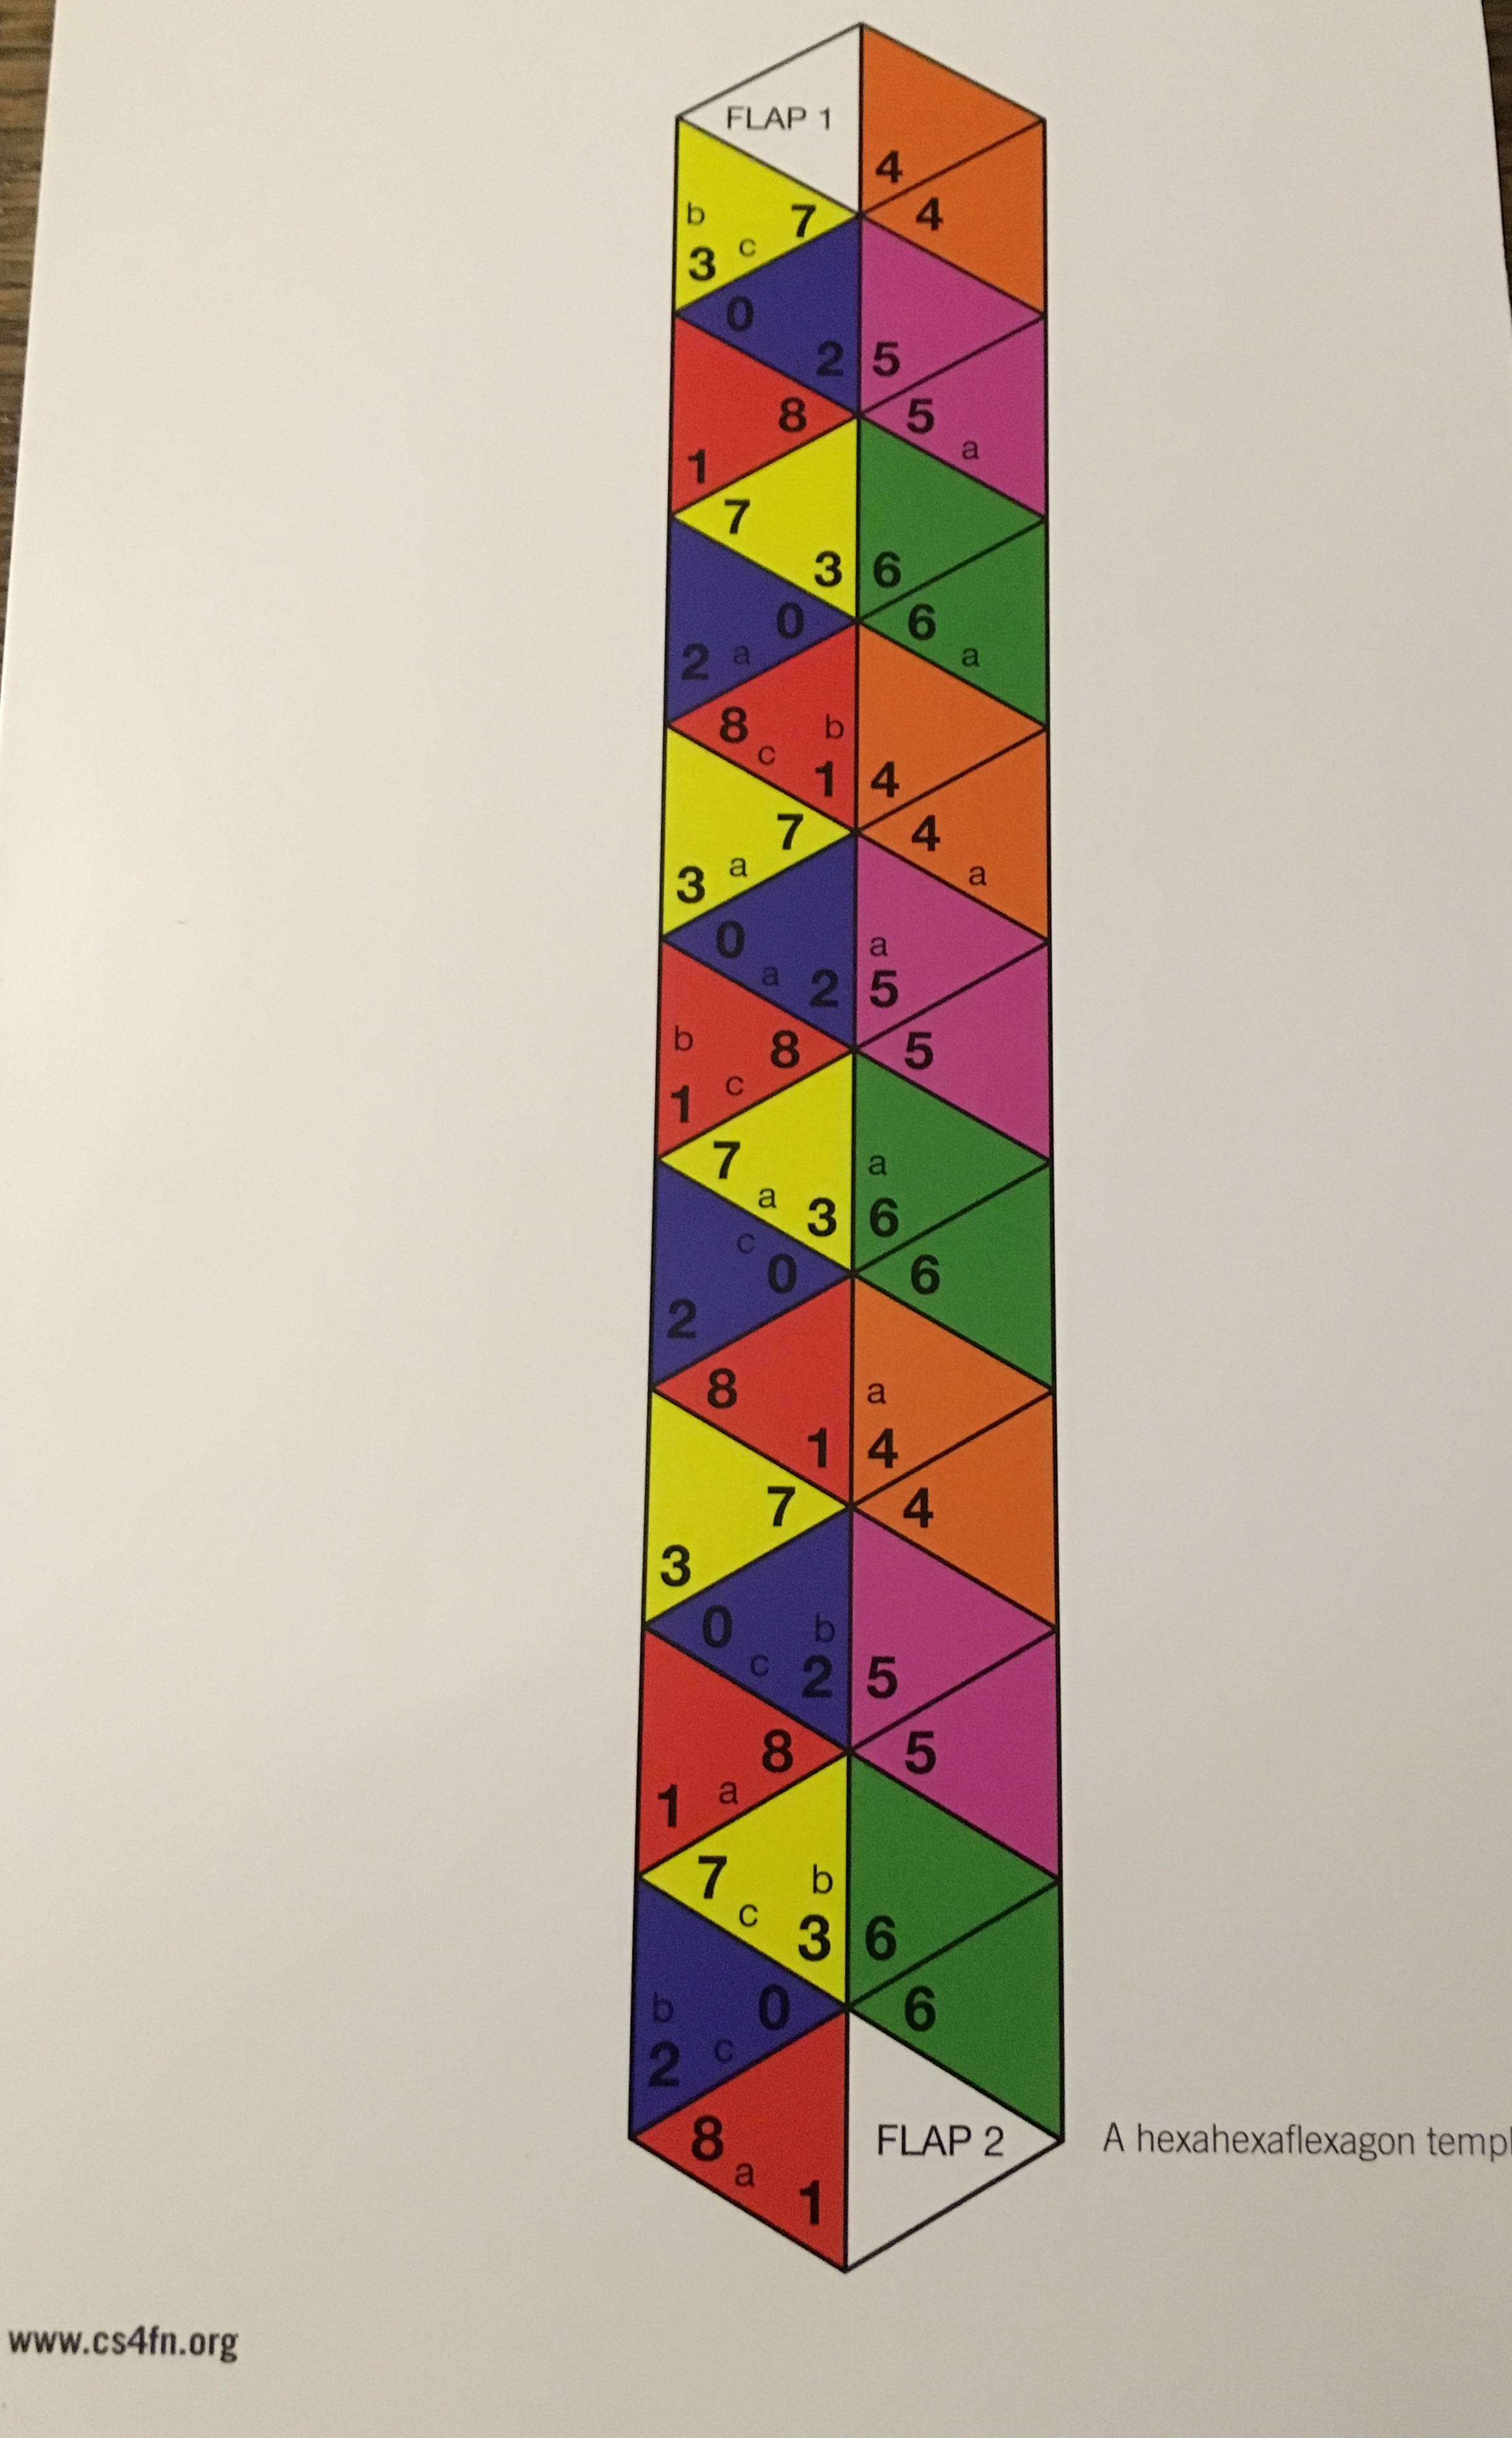 FLAP 1
4
b 7 4
3 c
0
2 5
8 5
1 a
7
3 6
0 6
2 a a
8 b
c 1 4
7 4
3 a a
0 a
a 2 5
b 8 5
1 c
7 a
a 3 6
c 0 6
2
8 a
1 4
7 4
3
0 b
c 2 5
8 5
1 a
7 b
c 3 6
b 0 6
2 c
8 FLAP 2
a 1
A hexahexaflexagon
www.cs4fn.org